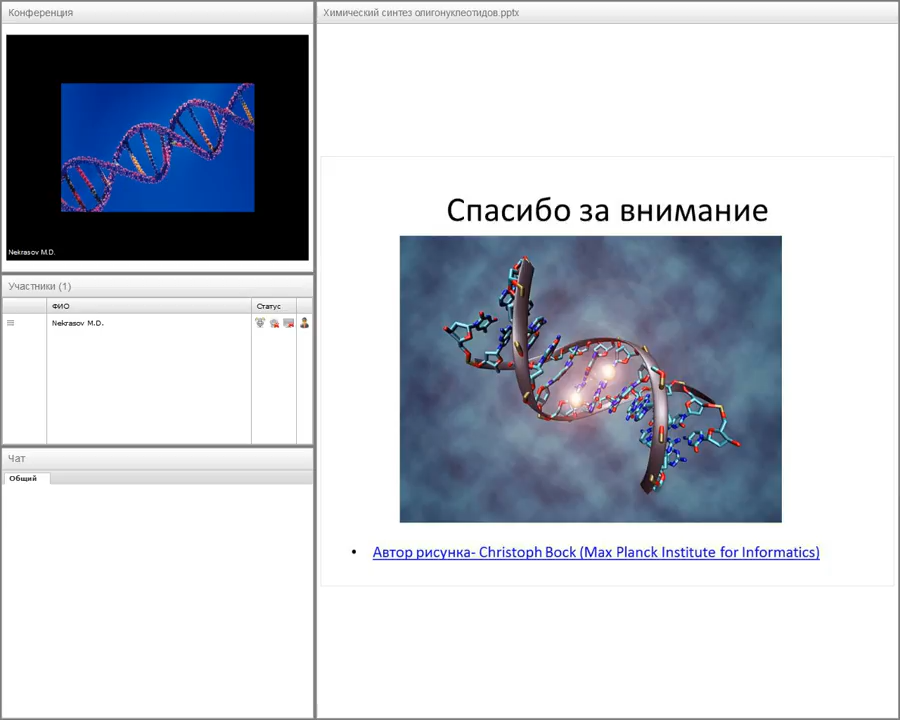 Конференция
Nekrasov M.D.
Участники (1)
ФИО
Статус
Nekrasov M.D.
Чат
Общий
Химический синтез олигонуклеотидов.pptx
Спасибо за внимание
• Автор рисунка- Christoph Bock (Max Planck Institute for Informatics)